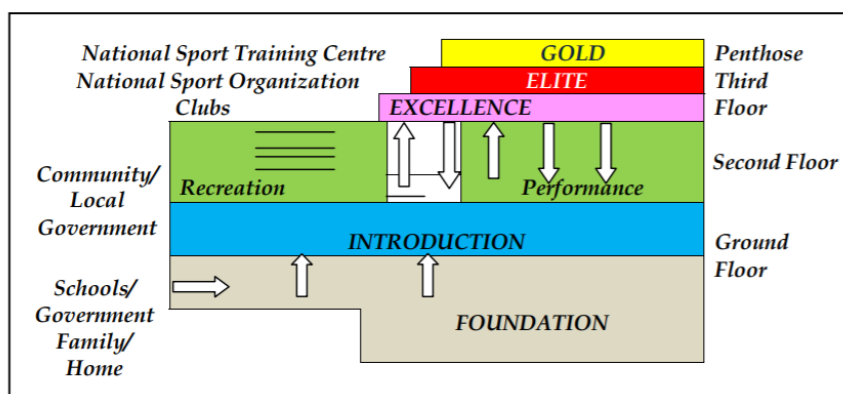 National Sport Training Centre
GOLD
Penthose
National Sport Organization
ELITE
Third
Clubs
EXCELLENCE
Floor
Second Floor
Community/
Local
Government
Recreation
Performance
INTRODUCTION
Ground
Floor
Schools/
Government
Family/
Home
FOUNDATION